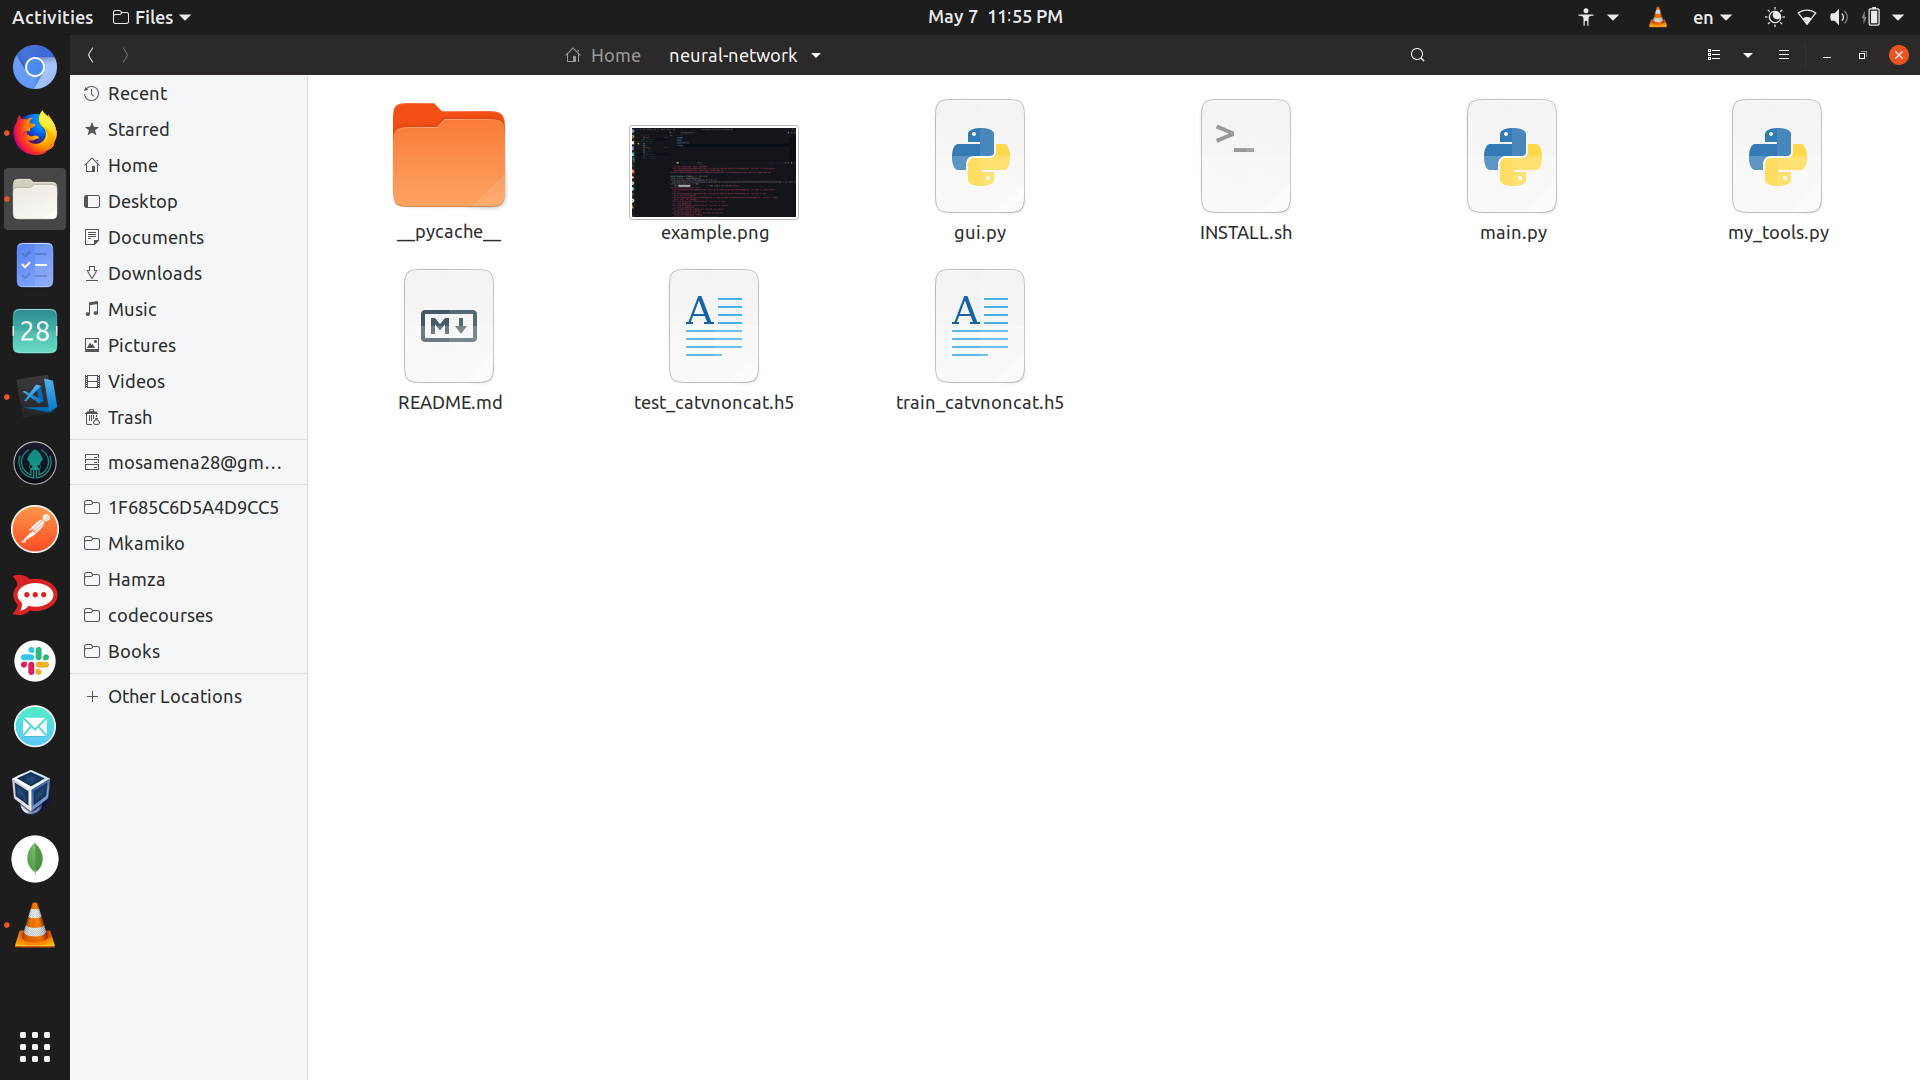 Activities Files May 7 11:55 PM en
Home neural-network
Recent
Starred
Home
Desktop
Documents
Downloads
Music
Pictures
Videos
Trash
mosamena28@gm...
1F685C6D5A4D9CC5
Mkamiko
Hamza
codecourses
Books
Other Locations
28
__pycache__ example.png gui.py INSTALL.sh main.py my_tools.py
README.md test_catvnoncat.h5 train_catvnoncat.h5